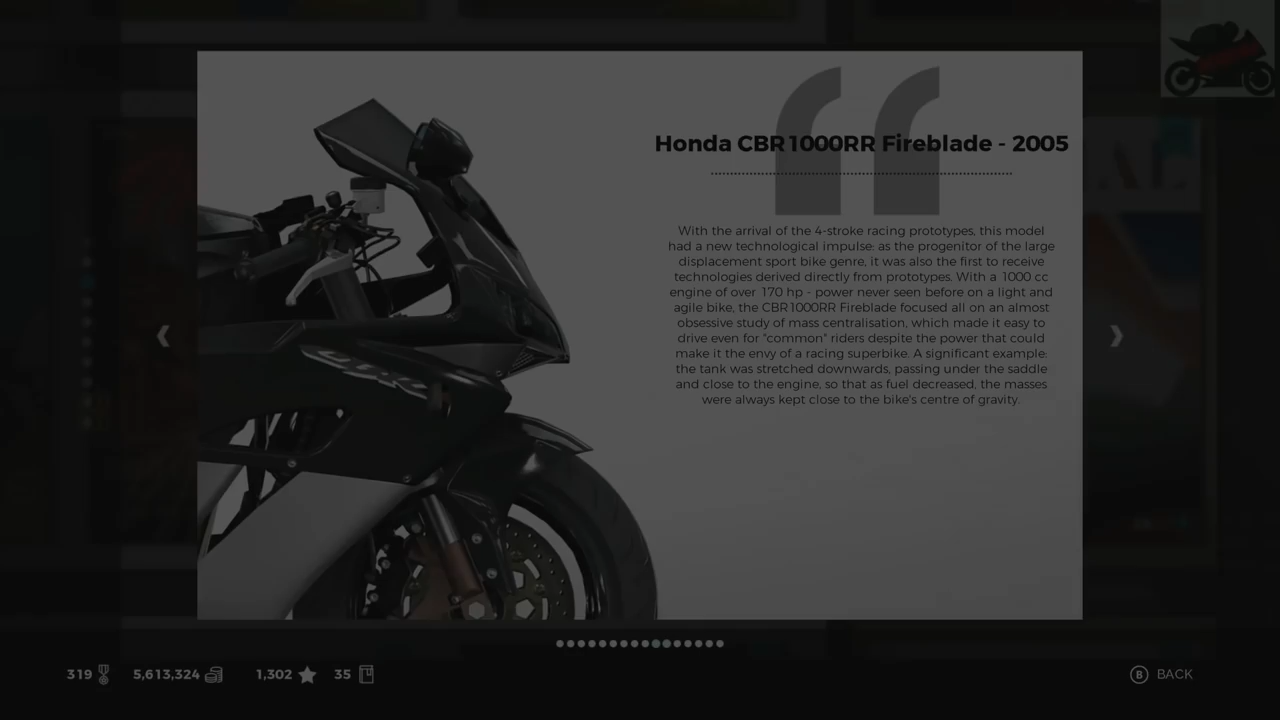 Honda CBR1000RR Fireblade - 2005
With the arrival of the 4-stroke racing prototypes, this model
had a new technological impulse: as the progenitor of the large
displacement sport bike genre, it was also the first to receive
technologies derived directly from prototypes. With a 1000 cc
engine of over 170 hp - power never seen before on a light and
agile bike, the CBR1000RR Fireblade focused all on an almost
obsessive study of mass centralisation, which made it easy to
drive even for "common" riders despite the power that could
make it the envy of a racing superbike. A significant example:
the tank was stretched downwards, passing under the saddle
and close to the engine, so that as fuel decreased, the masses
were always kept close to the bike's centre of gravity.
319 5,613,324 1,302 35
B BACK